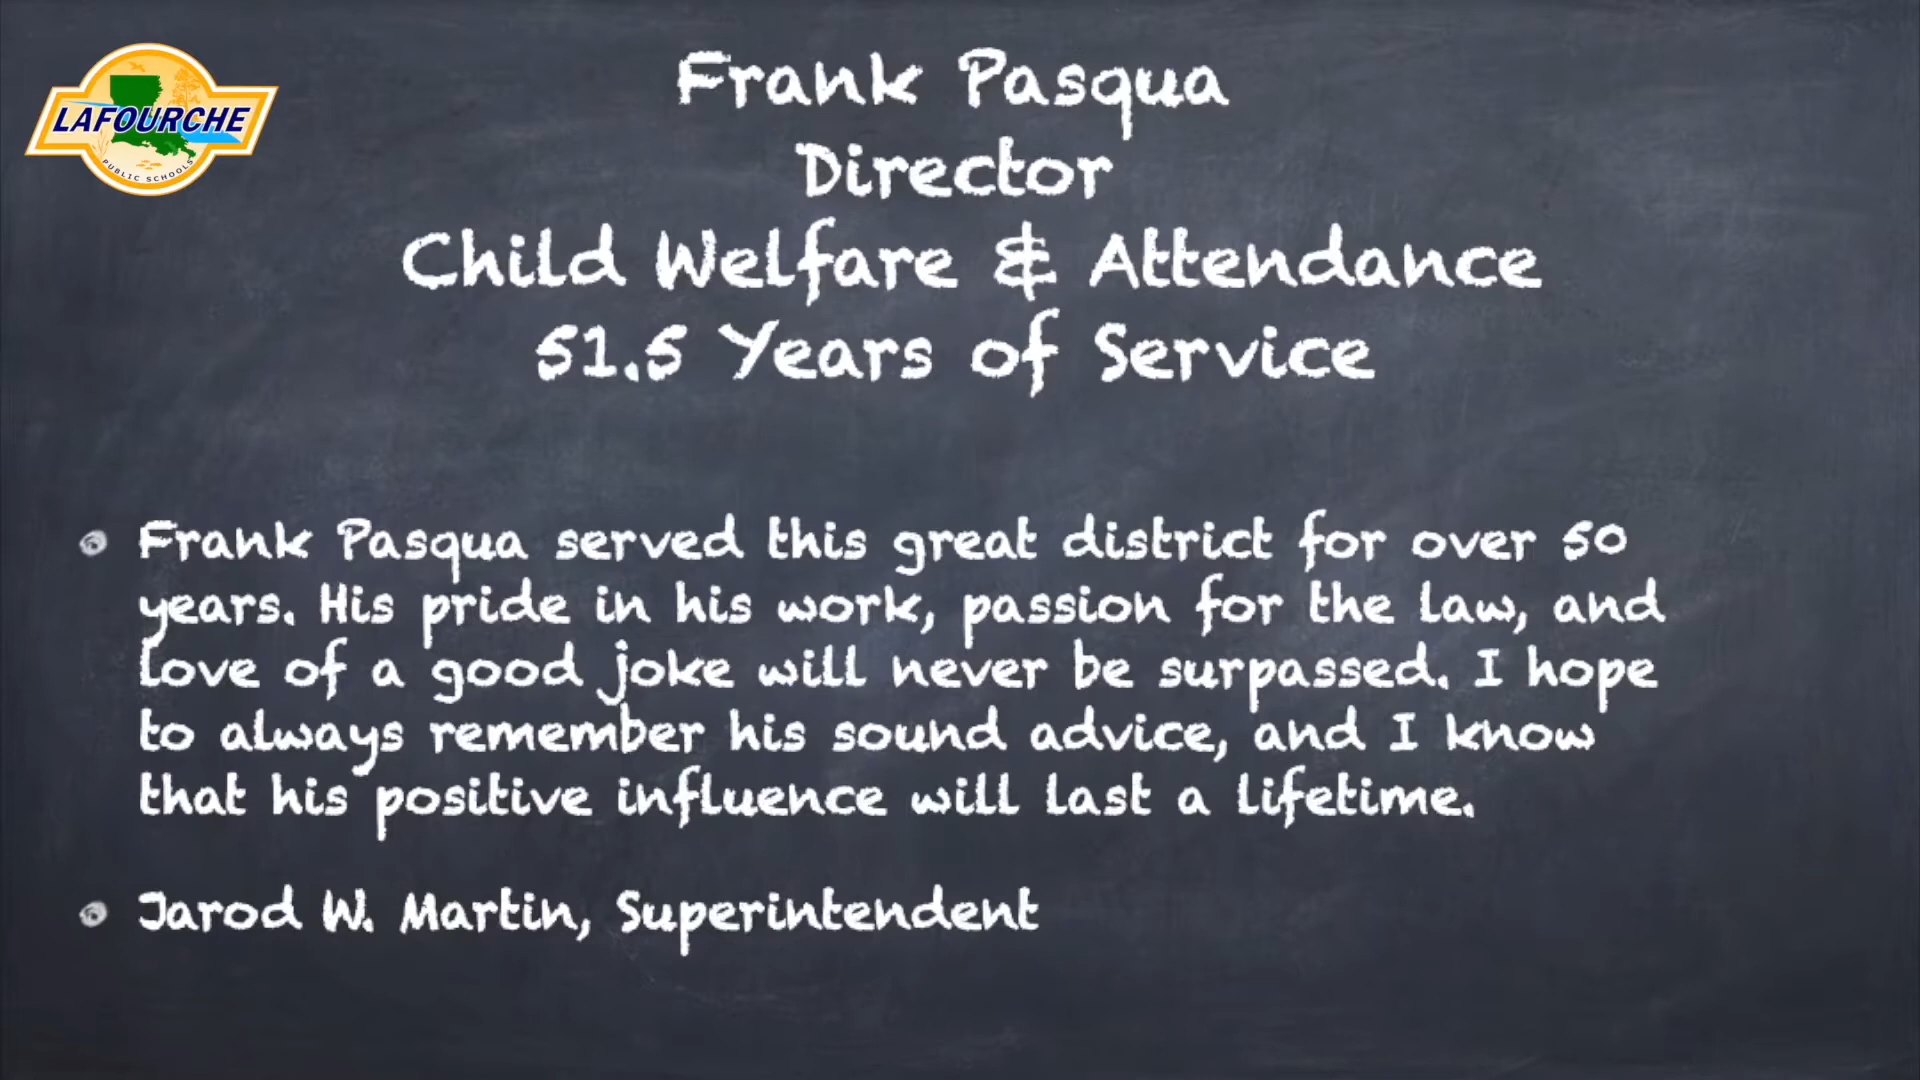 LAFOURCHE
PUBLIC SCHOOLS
Frank Pasqua
Director
Child Welfare & Attendance
51.5 Years of Service
• Frank Pasqua served this great district for over 50
years. His pride in his work, passion for the law, and
love of a good joke will never be surpassed. I hope
to always remember his sound advice, and I know
that his positive influence will last a lifetime.
• Jarod W. Martin, Superintendent